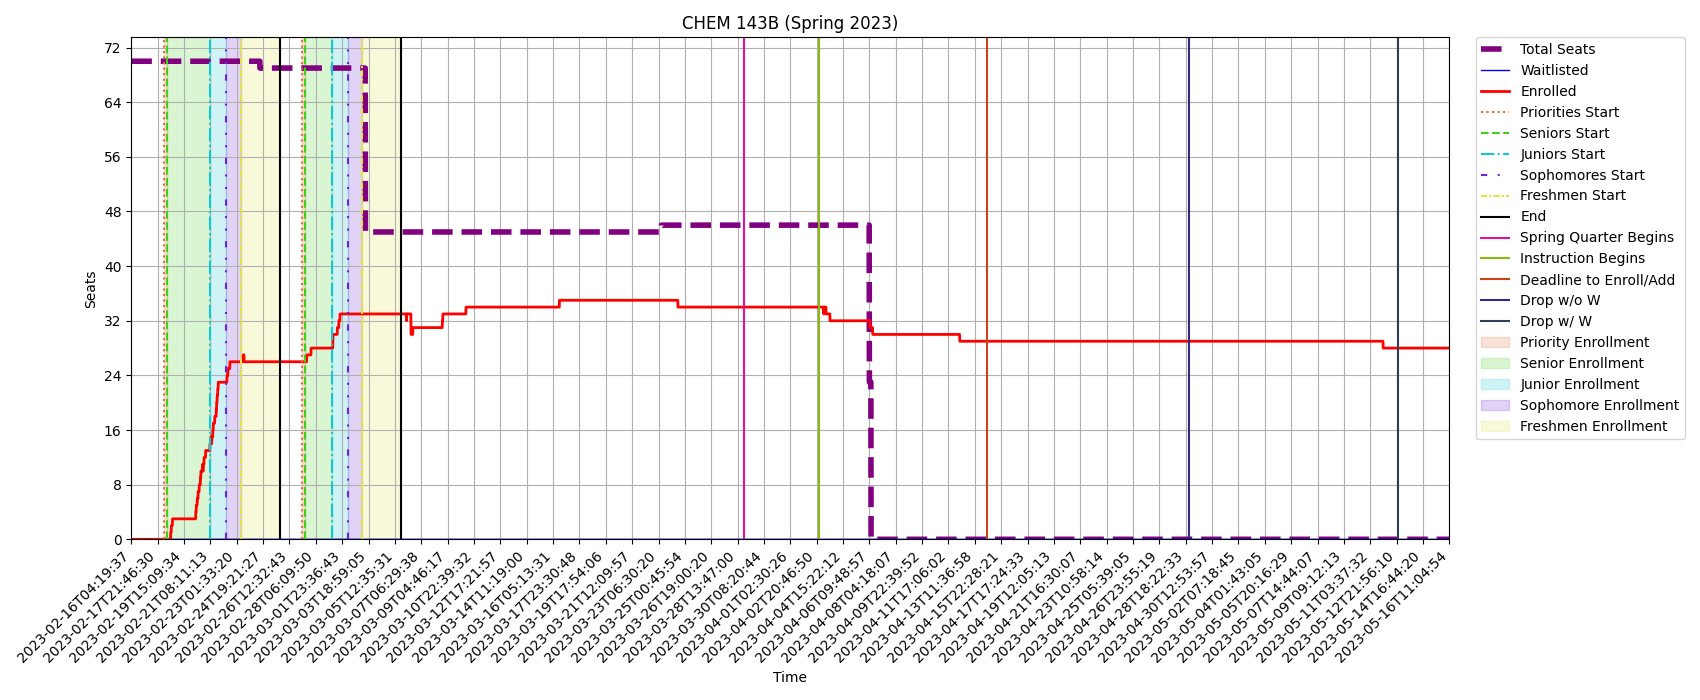 CHEM 143B (Spring 2023)
72
64
56
48
40
32
24
16
8
0
Seats
2023-02-16T04:19:37
2023-02-17T21:46:30
2023-02-19T15:09:34
2023-02-21T08:11:13
2023-02-23T01:33:20
2023-02-24T19:21:27
2023-02-26T12:32:43
2023-02-28T06:09:50
2023-03-01T23:36:43
2023-03-03T18:59:05
2023-03-05T12:35:31
2023-03-07T06:29:38
2023-03-09T04:46:17
2023-03-10T22:39:32
2023-03-12T17:21:57
2023-03-14T11:19:00
2023-03-16T05:13:31
2023-03-17T23:30:48
2023-03-19T17:54:06
2023-03-21T12:09:57
2023-03-23T06:30:20
2023-03-25T00:45:54
2023-03-26T19:00:20
2023-03-28T13:47:00
2023-03-30T08:20:44
2023-04-01T02:30:26
2023-04-02T20:46:50
2023-04-04T15:22:12
2023-04-06T09:48:57
2023-04-08T04:18:07
2023-04-09T22:39:52
2023-04-11T17:06:02
2023-04-13T11:36:58
2023-04-15T22:28:21
2023-04-17T17:24:33
2023-04-19T12:05:13
2023-04-21T16:30:07
2023-04-23T10:58:14
2023-04-25T05:39:05
2023-04-26T23:55:19
2023-04-28T18:22:33
2023-04-30T12:53:57
2023-05-02T07:18:45
2023-05-04T01:43:05
2023-05-05T20:16:29
2023-05-07T14:44:07
2023-05-09T09:12:13
2023-05-11T03:37:32
2023-05-12T21:56:10
2023-05-14T16:44:20
2023-05-16T11:04:54
Time
Total Seats
Waitlisted
Enrolled
Priorities Start
Seniors Start
Juniors Start
Sophomores Start
Freshmen Start
End
Spring Quarter Begins
Instruction Begins
Deadline to Enroll/Add
Drop w/o W
Drop w/ W
Priority Enrollment
Senior Enrollment
Junior Enrollment
Sophomore Enrollment
Freshmen Enrollment